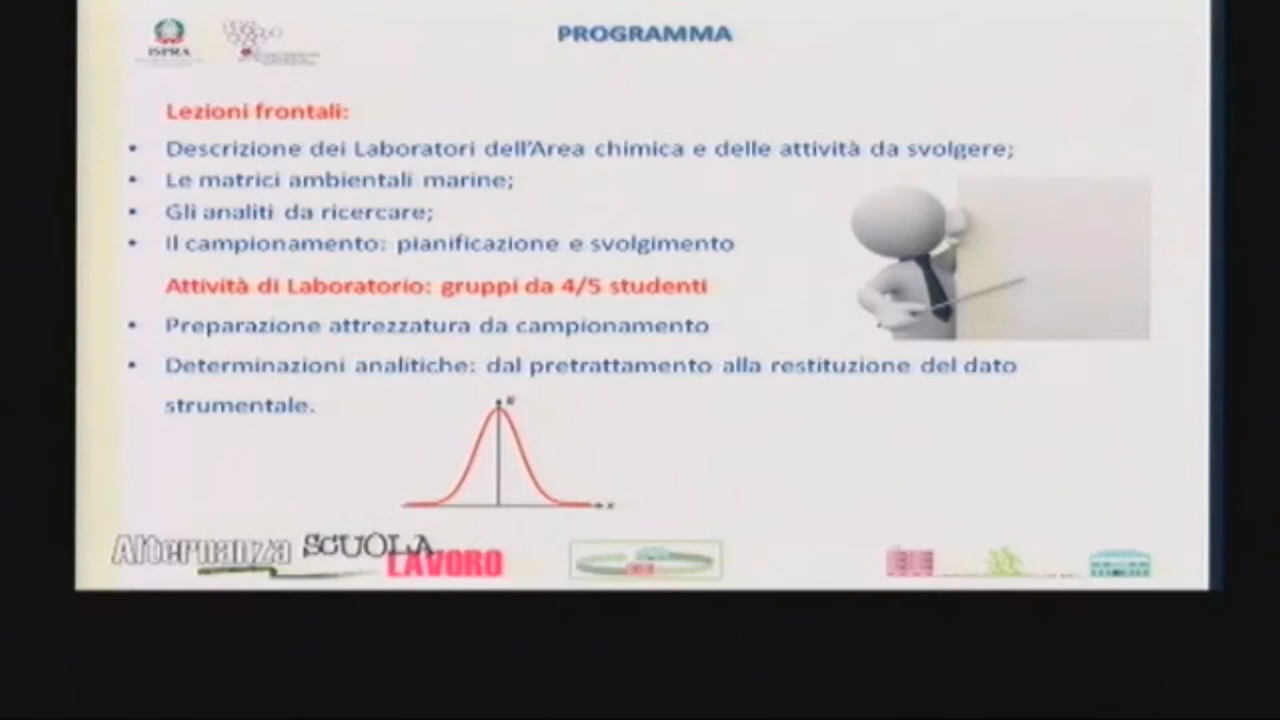 ISPRA
PROGRAMMA
Lezioni frontali:
• Descrizione dei Laboratori dell'Area chimica e delle attività da svolgere;
• Le matrici ambientali marine;
• Gli analiti da ricercare;
• Il campionamento: pianificazione e svolgimento
Attività di Laboratorio: gruppi da 4/5 studenti
• Preparazione attrezzatura da campionamento
• Determinazioni analitiche: dal pretrattamento alla restituzione del dato
strumentale.
x
Alternanza SCUOLA
LAVORO